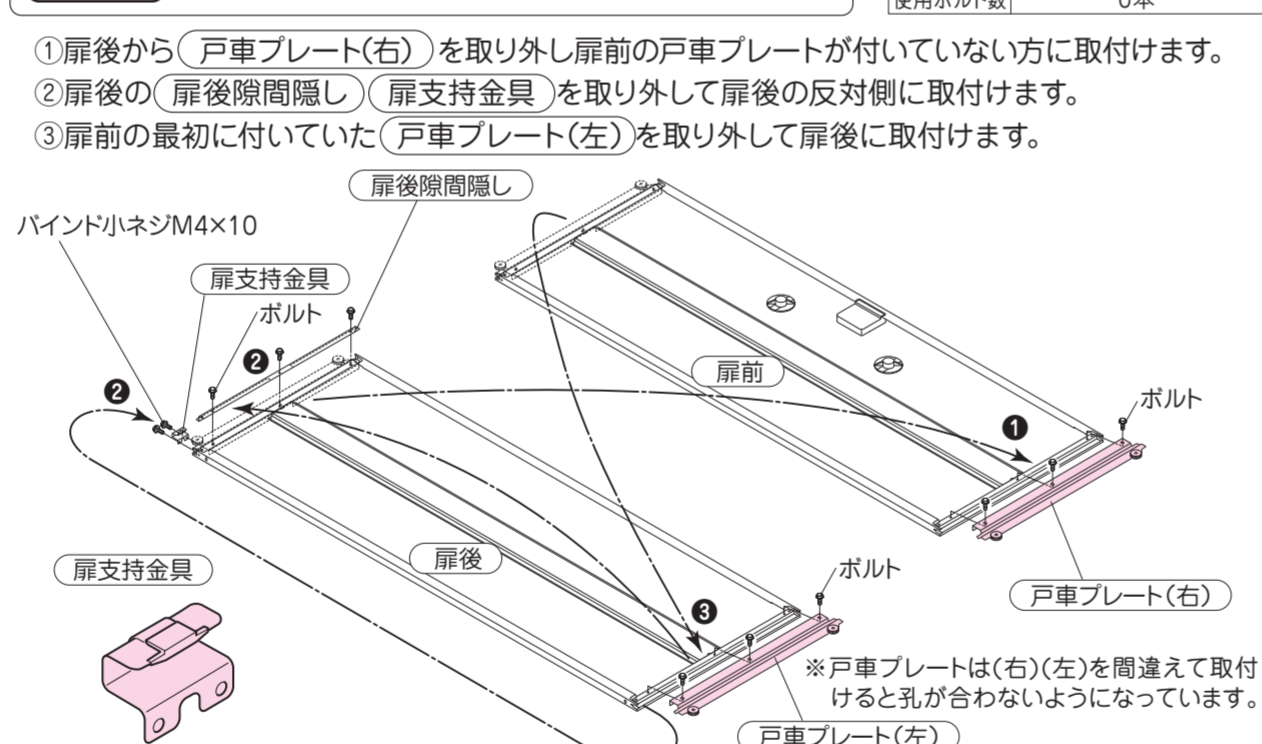 使用ボルト数
6本
①扉後から 戸車プレート(右) を取り外し扉前の戸車プレートが付いていない方に取付けます。
②扉後の 扉後隙間隠し 扉支持金具 を取り外して扉後の反対側に取付けます。
③扉前の最初に付いていた 戸車プレート(左) を取り外して扉後に取付けます。
扉後隙間隠し
バインド小ネジM4×10
扉支持金具
ボルト
❷
❷
扉前
ボルト
❶
扉後
扉支持金具
ボルト
戸車プレート(右)
❸
※戸車プレートは(右)(左)を間違えて取付
けると孔が合わないようになっています。
戸車プレート(左)